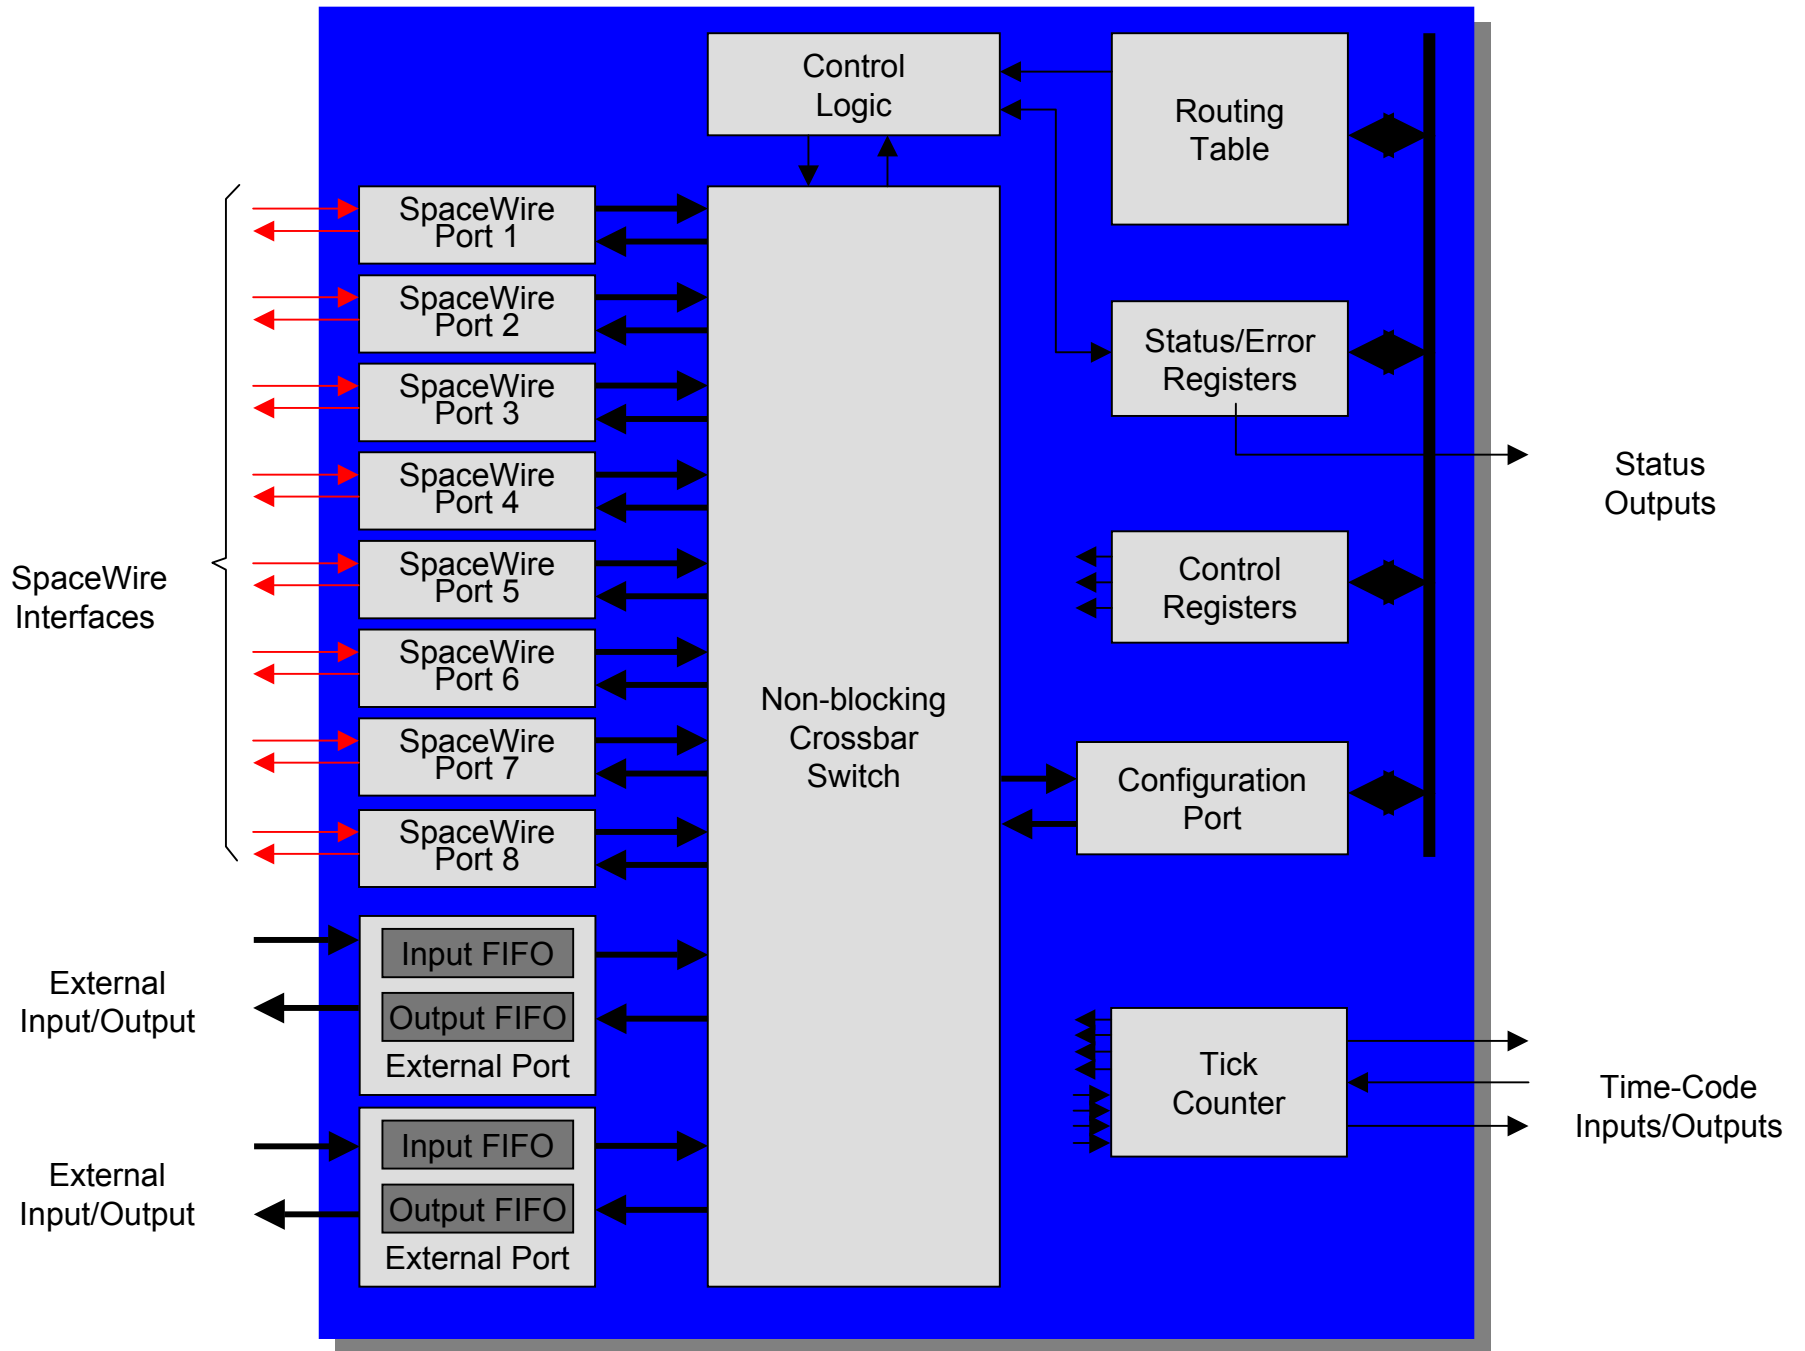 Control
Logic
Routing
Table
SpaceWire
Port 1
SpaceWire
Port 2
SpaceWire
Port 3
SpaceWire
Port 4
SpaceWire
Port 5
SpaceWire
Port 6
SpaceWire
Port 7
SpaceWire
Port 8
SpaceWire
Interfaces
Status/Error
Registers
Status
Outputs
Control
Registers
Non-blocking
Crossbar
Switch
Configuration
Port
External
Input/Output
Input FIFO
Output FIFO
External Port
External
Input/Output
Input FIFO
Output FIFO
External Port
Tick
Counter
Time-Code
Inputs/Outputs